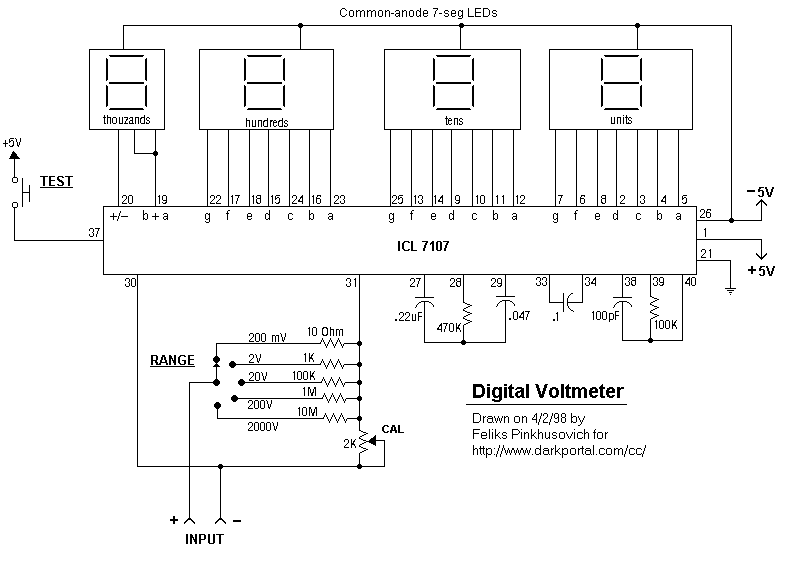 Common-anode 7-seg LEDs
thouzands
hundreds
tens
units
+5V
TEST
20 19 22 17 18 15 24 16 23 25 13 14 9 10 11 12 7 6 8 2 3 4 5
+/– b + a g f e d c b a g f e d c b a g f e d c b a
26
–5V
37
ICL 7107
1
21
+5V
30 31 27 28 29 33 34 38 39 40
.22uF 470K .047 .1 100pF 100K
200 mV 10 Ohm
RANGE
2V 1K
20V 100K
200V 1M
2000V 10M
CAL
2K
Digital Voltmeter
Drawn on 4/2/98 by
Feliks Pinkhusovich for
http://www.darkportal.com/cc/
+ –
INPUT